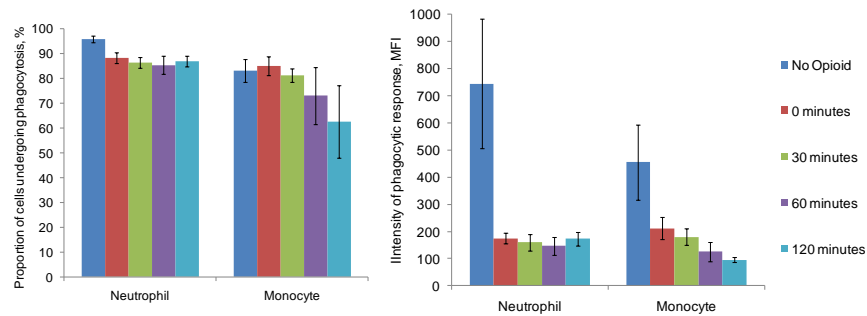 Proportion of cells undergoing phagocytosis, %
100
90
80
70
60
50
40
30
20
10
0
Neutrophil
Monocyte
IIntensity of phagocytic response, MFI
1000
900
800
700
600
500
400
300
200
100
0
Neutrophil
Monocyte
No Opioid
0 minutes
30 minutes
60 minutes
120 minutes